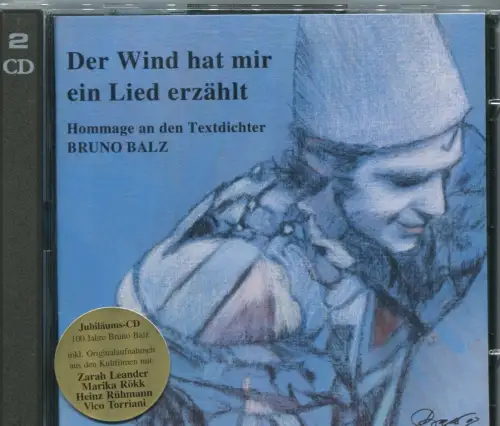 2
CD
Der Wind hat mir
ein Lied erzählt
Hommage an den Textdichter
BRUNO BALZ
Jubiläums-CD
100 Jahre Bruno Balz
inkl. Originalaufnahmen
aus den Kultfilmen mit:
Zarah Leander
Marika Rökk
Heinz Rühmann
Vico Torriani